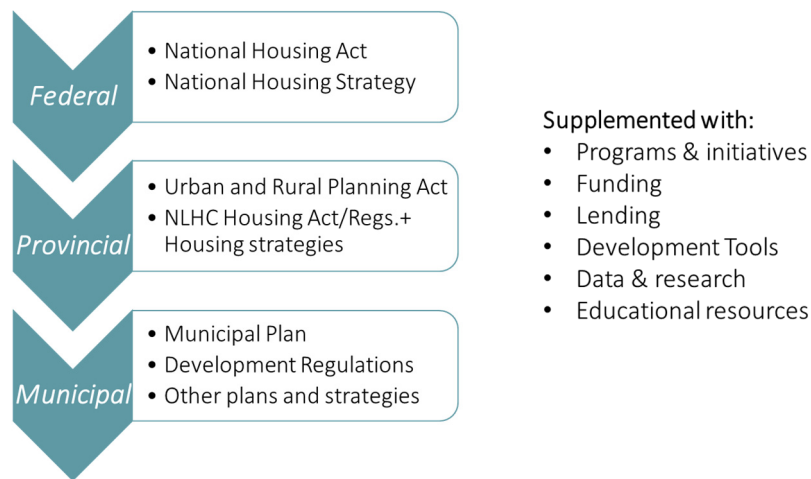 Federal
• National Housing Act
• National Housing Strategy
Provincial
• Urban and Rural Planning Act
• NLHC Housing Act/Regs.+
Housing strategies
Municipal
• Municipal Plan
• Development Regulations
• Other plans and strategies
Supplemented with:
• Programs & initiatives
• Funding
• Lending
• Development Tools
• Data & research
• Educational resources